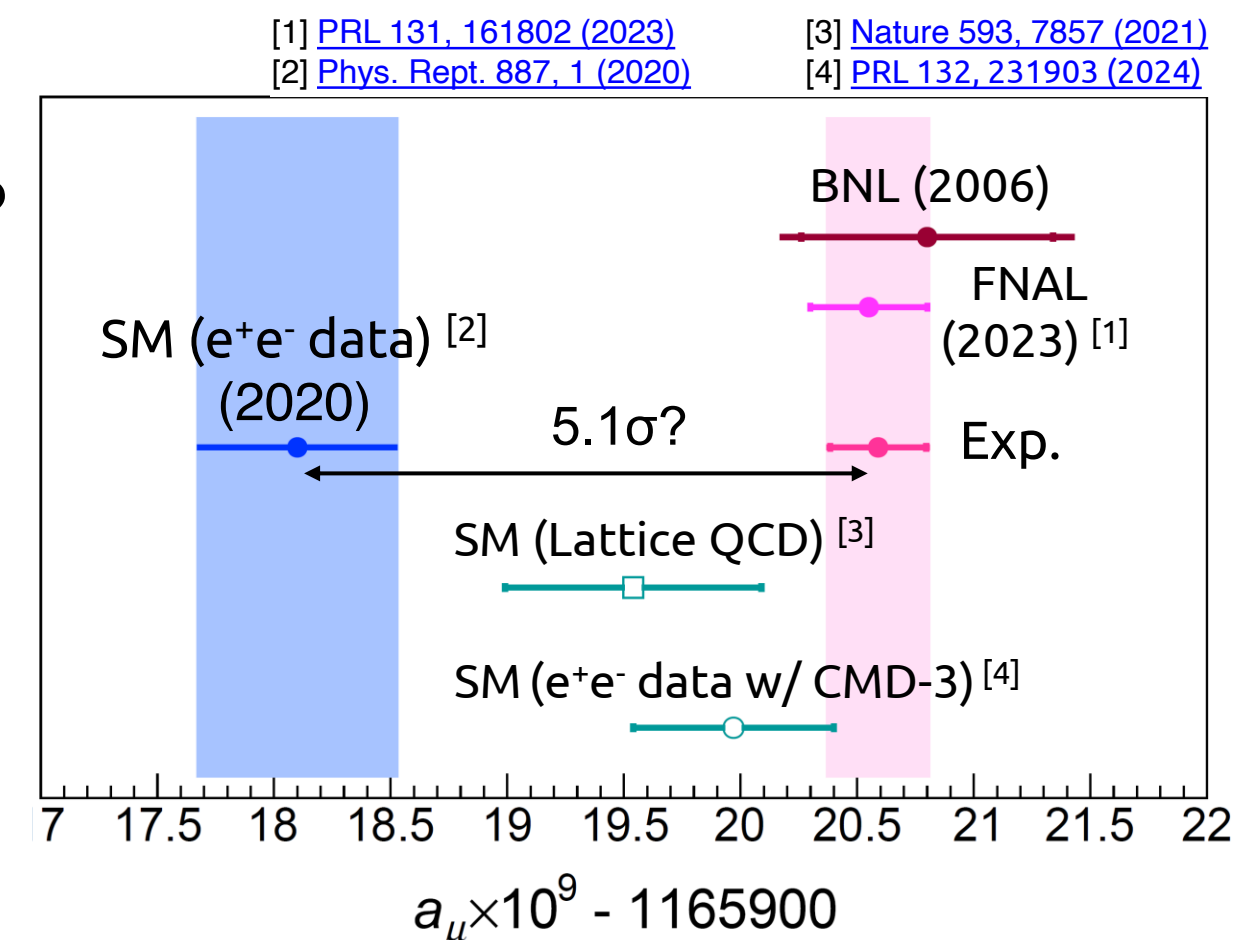 [1] PRL 131, 161802 (2023) [3] Nature 593, 7857 (2021)
[2] Phys. Rept. 887, 1 (2020) [4] PRL 132, 231903 (2024)
BNL (2006)
FNAL
(2023) [1]
SM (e⁺e⁻ data) [2]
(2020)
5.1σ?
Exp.
SM (Lattice QCD) [3]
SM (e⁺e⁻ data w/ CMD-3) [4]
7 17.5 18 18.5 19 19.5 20 20.5 21 21.5 22
aμ×10⁹ - 1165900